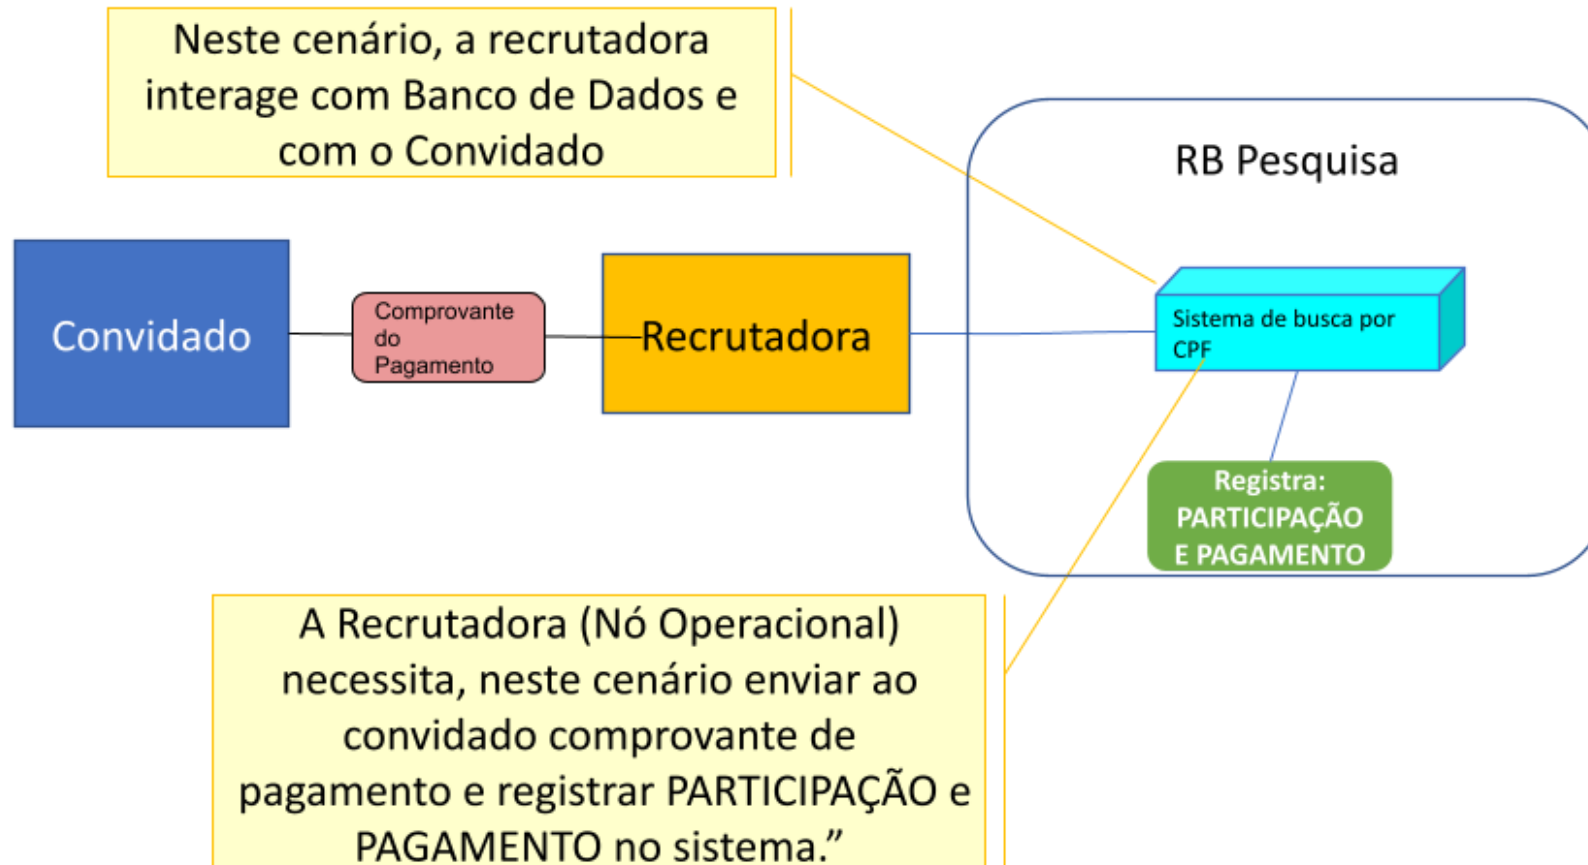 Neste cenário, a recrutadora
interage com Banco de Dados e
com o Convidado
RB Pesquisa
Convidado
Comprovante
do
Pagamento
Recrutadora
Sistema de busca por
CPF
Registra:
PARTICIPAÇÃO
E PAGAMENTO
A Recrutadora (Nó Operacional)
necessita, neste cenário enviar ao
convidado comprovante de
pagamento e registrar PARTICIPAÇÃO e
PAGAMENTO no sistema.”